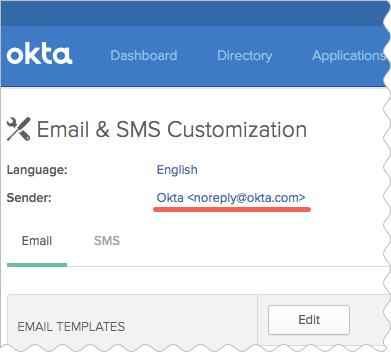 okta
Dashboard Directory Applications
Email & SMS Customization
Language: English
Sender: Okta <noreply@okta.com>
Email SMS
EMAIL TEMPLATES Edit